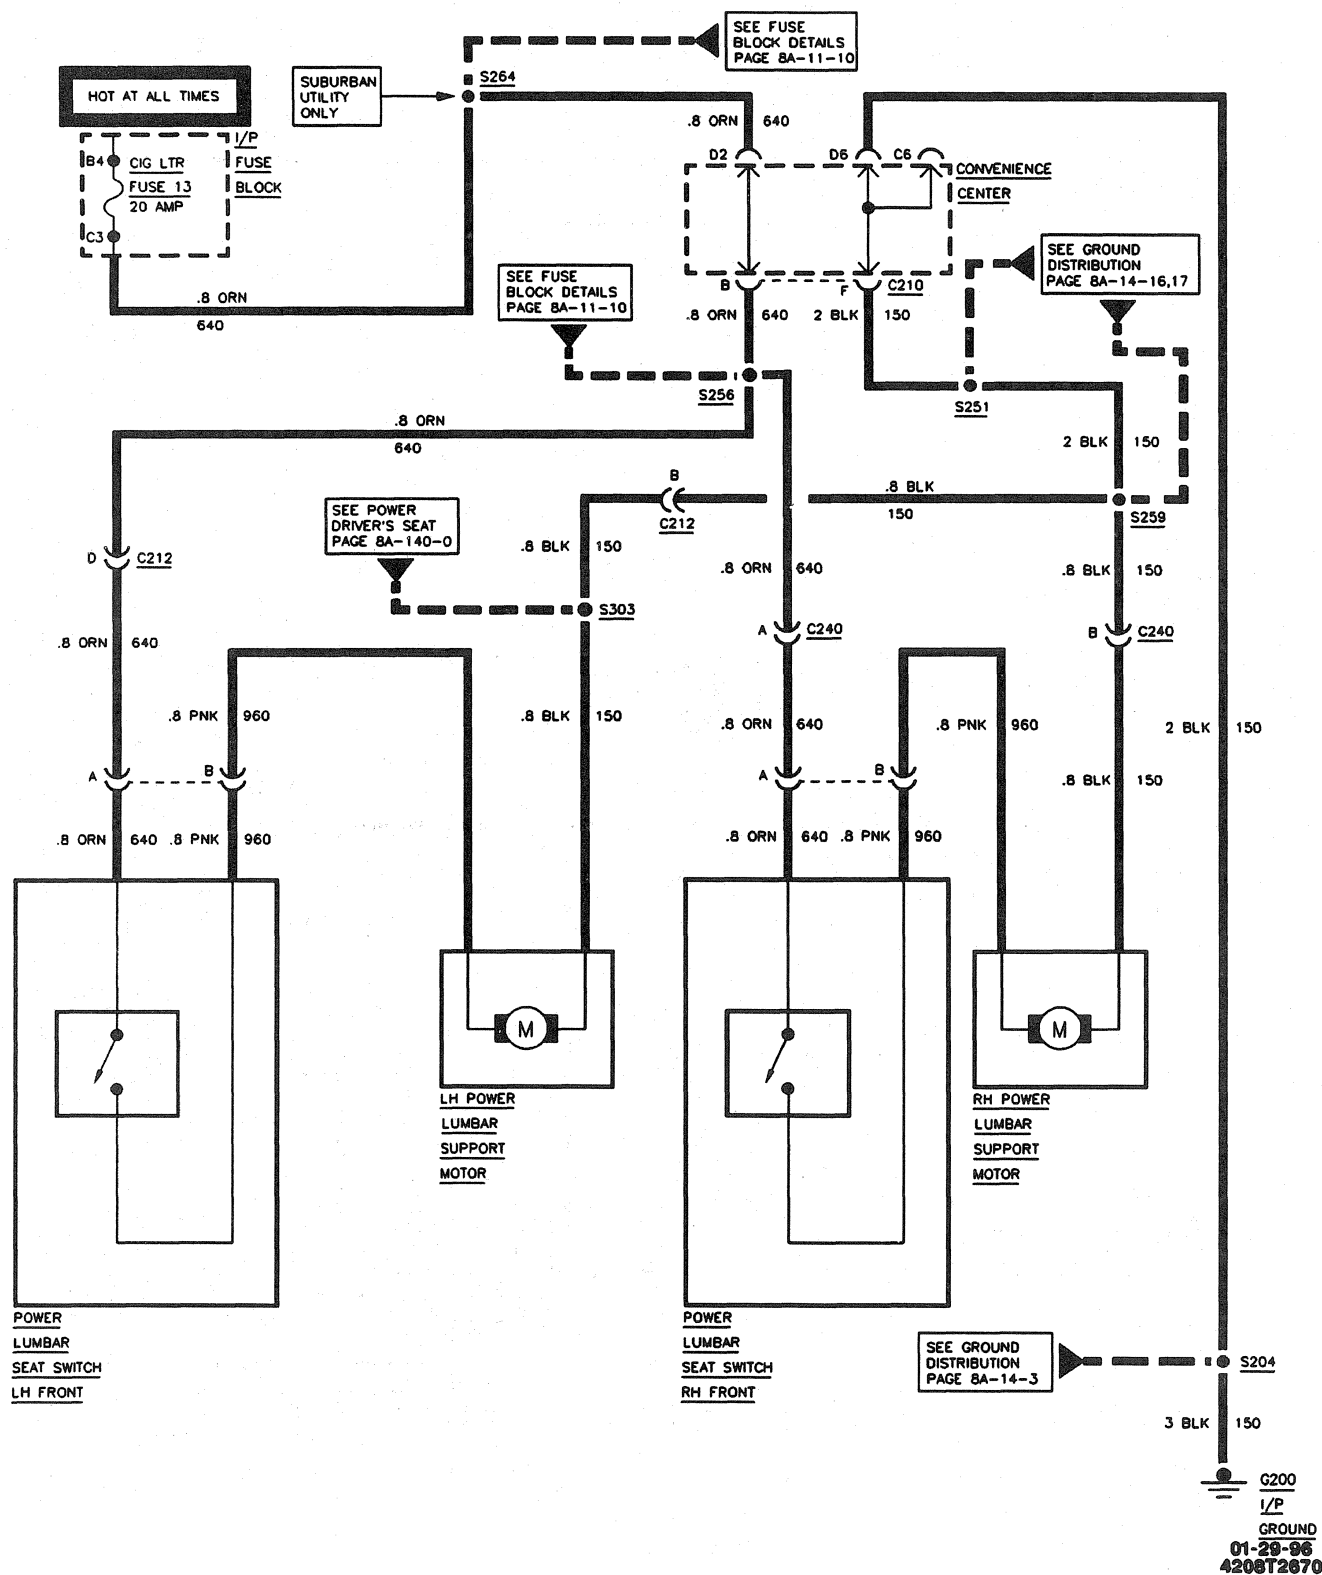 SEE FUSE
BLOCK DETAILS
PAGE 8A-11-10
HOT AT ALL TIMES
SUBURBAN
UTILITY
ONLY
S264
I/P
FUSE
BLOCK
B4
CIG LTR
FUSE 13
20 AMP
C3
.8 ORN
640
.8 ORN 640
D2 D6 C6
CONVENIENCE
CENTER
SEE GROUND
DISTRIBUTION
PAGE 8A-14-16,17
SEE FUSE
BLOCK DETAILS
PAGE 8A-11-10
B F C210
.8 ORN 640 2 BLK 150
S256
S251
.8 ORN
640
2 BLK 150
B
C212
.8 BLK
150
S259
SEE POWER
DRIVER'S SEAT
PAGE 8A-140-0
.8 BLK 150
D C212
.8 ORN 640
.8 BLK 150
S303
A C240
B C240
.8 ORN 640
.8 PNK 960
.8 BLK 150
.8 ORN 640
.8 PNK 960
2 BLK 150
A B
A B
.8 BLK 150
.8 ORN 640 .8 PNK 960
.8 ORN 640 .8 PNK 960
M
M
LH POWER
LUMBAR
SUPPORT
MOTOR
RH POWER
LUMBAR
SUPPORT
MOTOR
POWER
LUMBAR
SEAT SWITCH
LH FRONT
POWER
LUMBAR
SEAT SWITCH
RH FRONT
SEE GROUND
DISTRIBUTION
PAGE 8A-14-3
S204
3 BLK 150
G200
I/P
GROUND
01-29-96
4208T2670